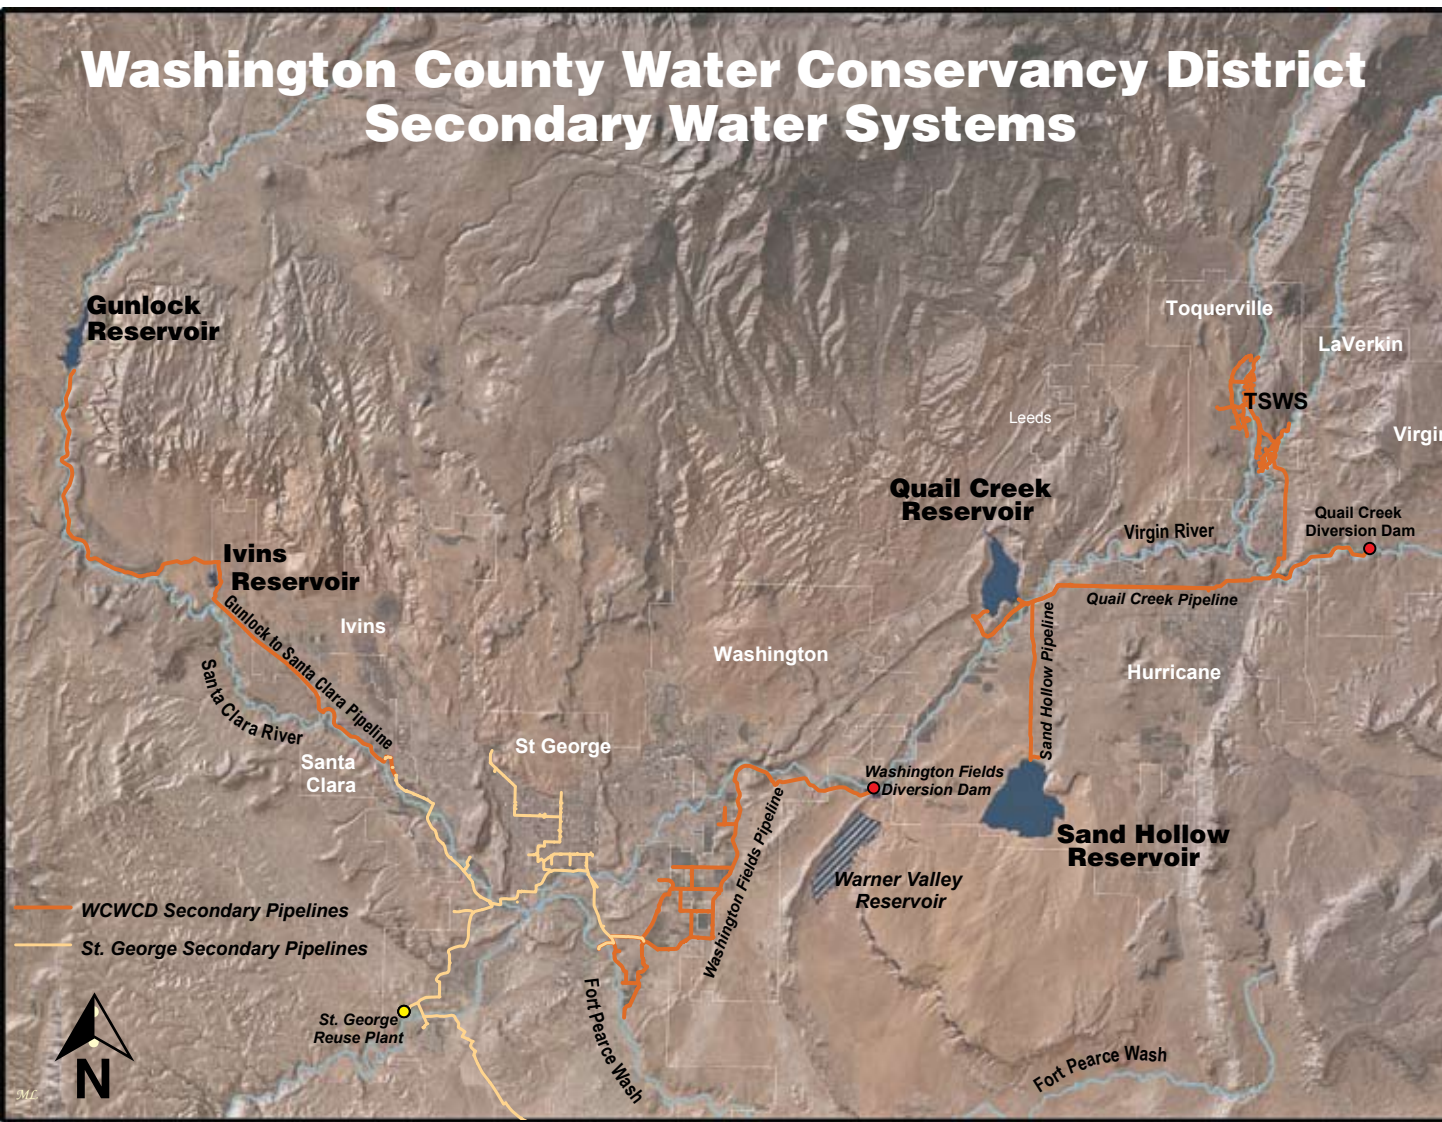 Washington County Water Conservancy District
Secondary Water Systems
Gunlock
Reservoir
Toquerville
LaVerkin
TSWS
Leeds
Virgin
Quail Creek
Reservoir
Quail Creek
Diversion Dam
Virgin River
Ivins
Reservoir
Quail Creek Pipeline
Gunlock to Santa Clara Pipeline
Ivins
Sand Hollow Pipeline
Washington
Hurricane
Santa Clara River
St George
Santa
Clara
Washington Fields
Diversion Dam
Washington Fields Pipeline
Sand Hollow
Reservoir
Warner Valley
Reservoir
WCWCD Secondary Pipelines
St. George Secondary Pipelines
St. George
Reuse Plant
Fort Pearce Wash
Fort Pearce Wash
N
ML